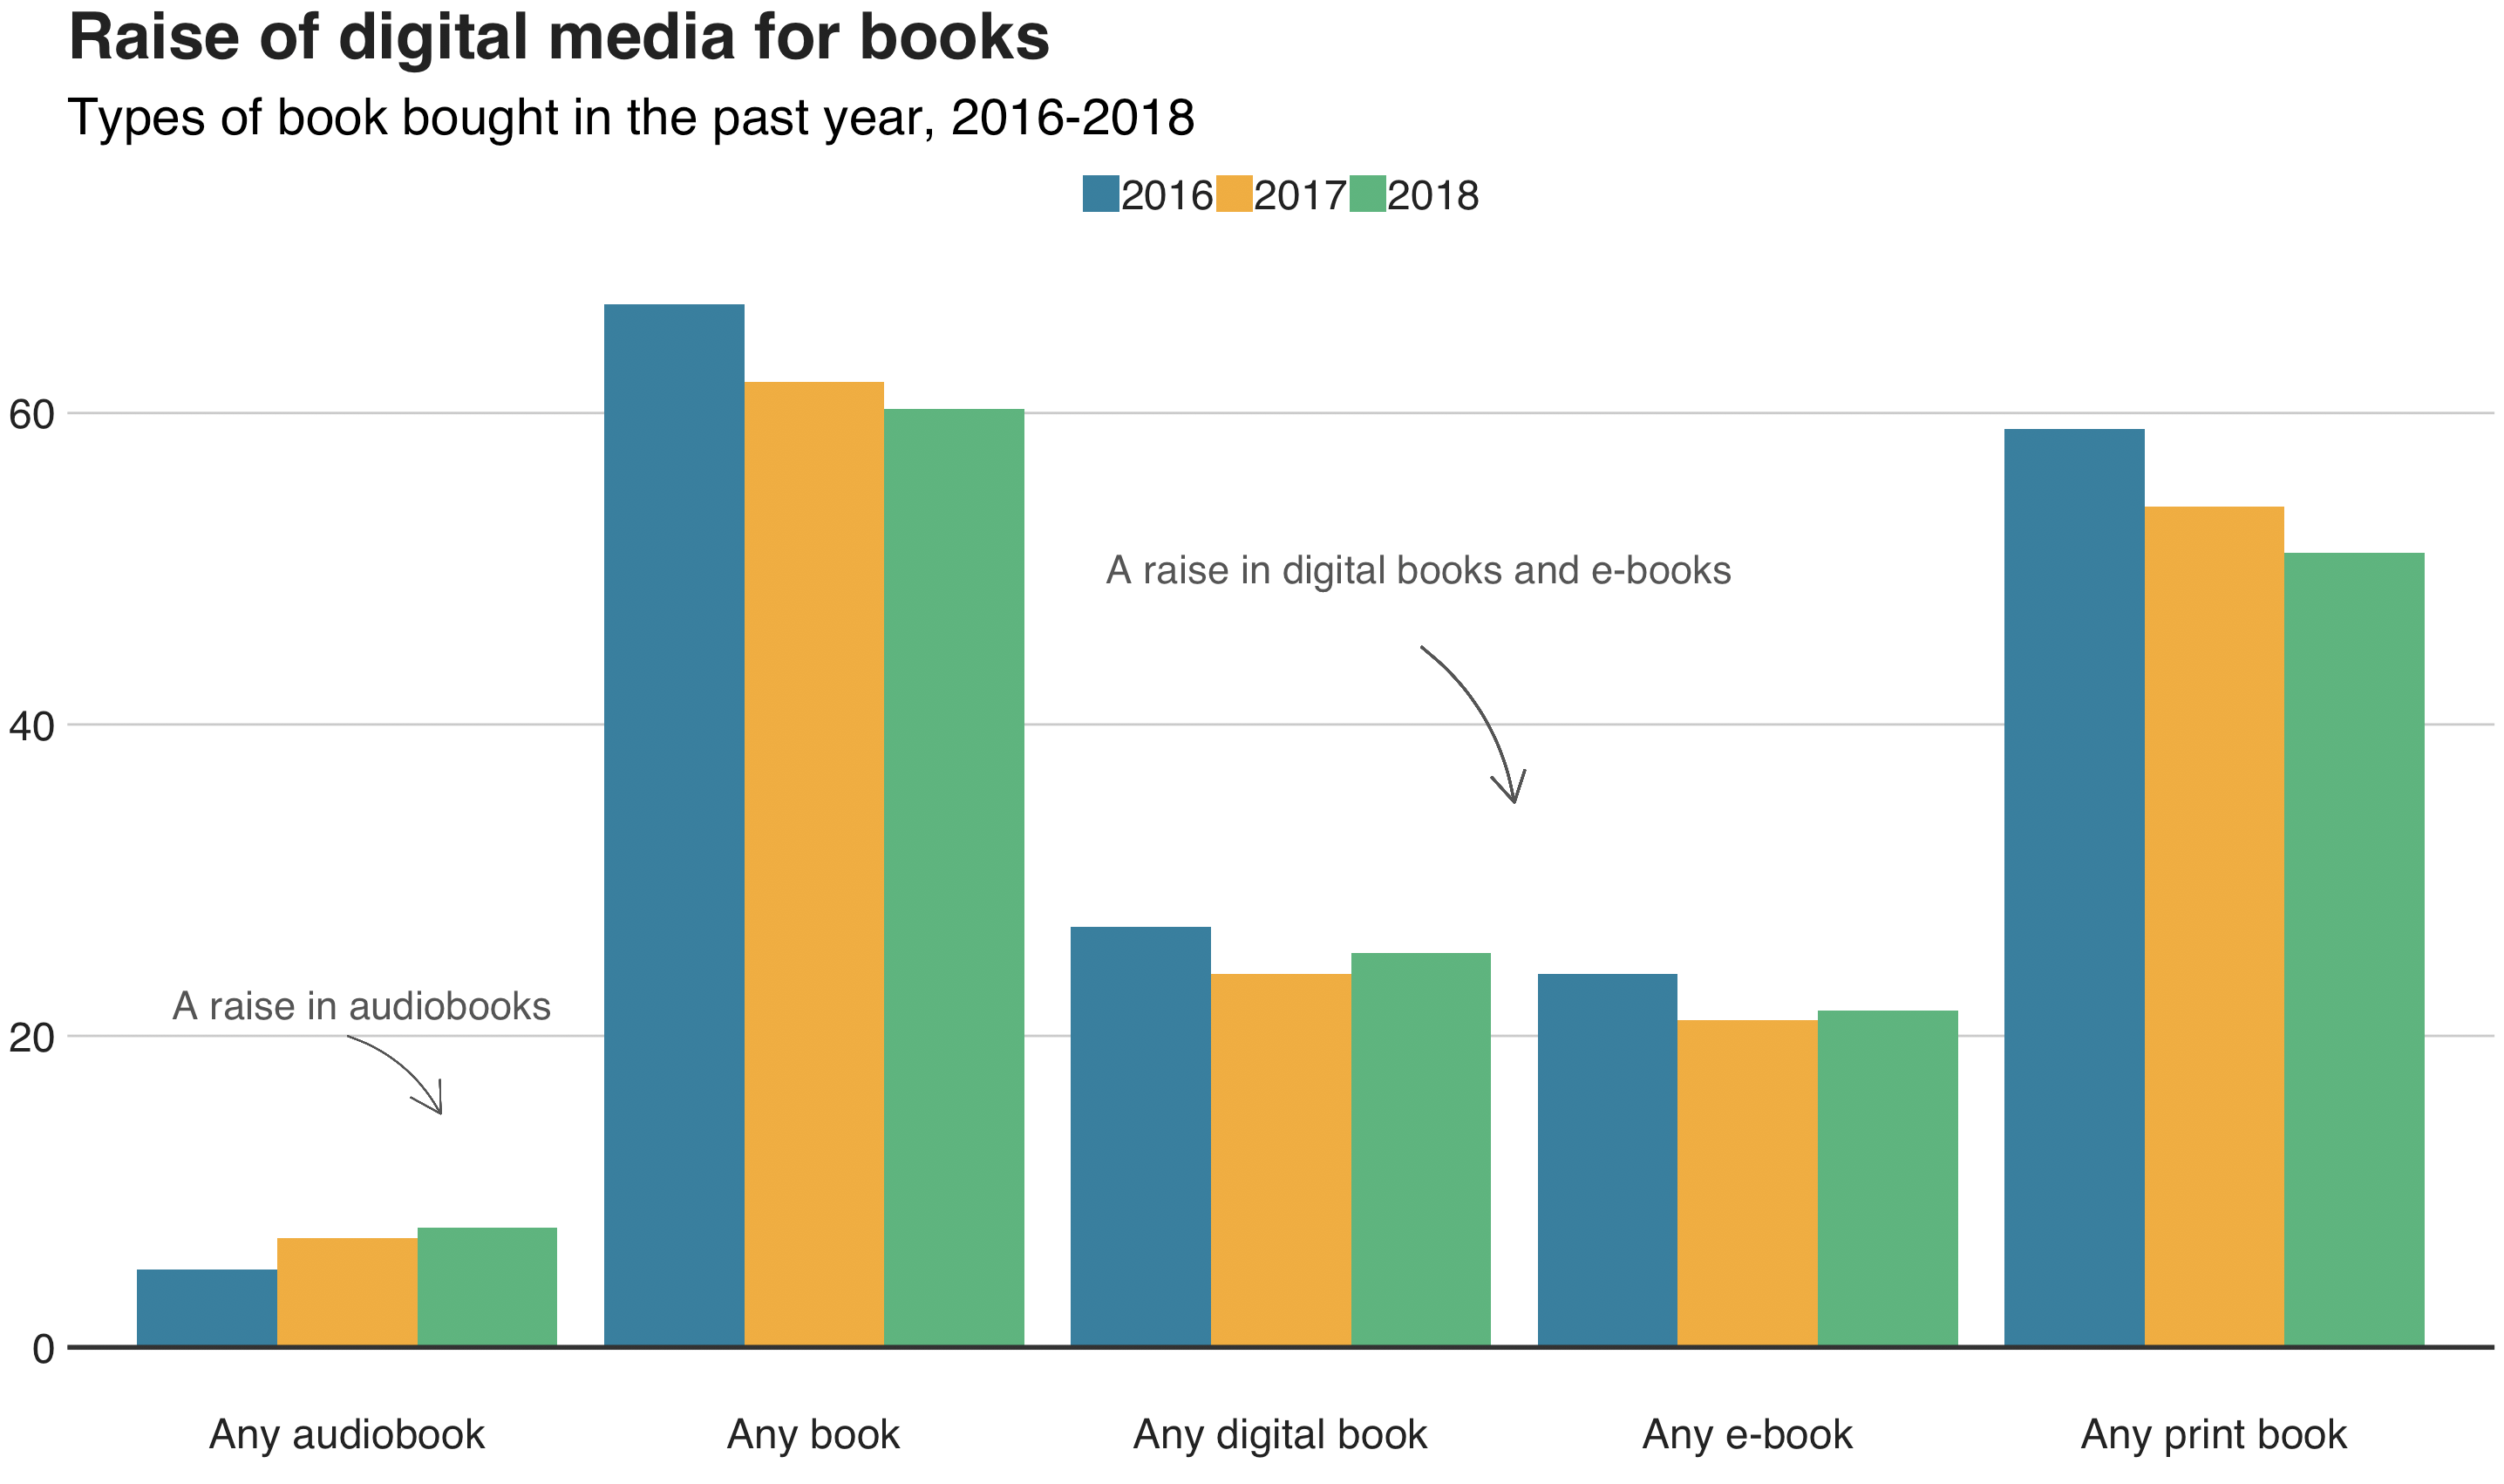 Raise of digital media for books
Types of book bought in the past year, 2016-2018
2016 2017 2018
60
A raise in digital books and e-books
40
A raise in audiobooks
20
0
Any audiobook Any book Any digital book Any e-book Any print book